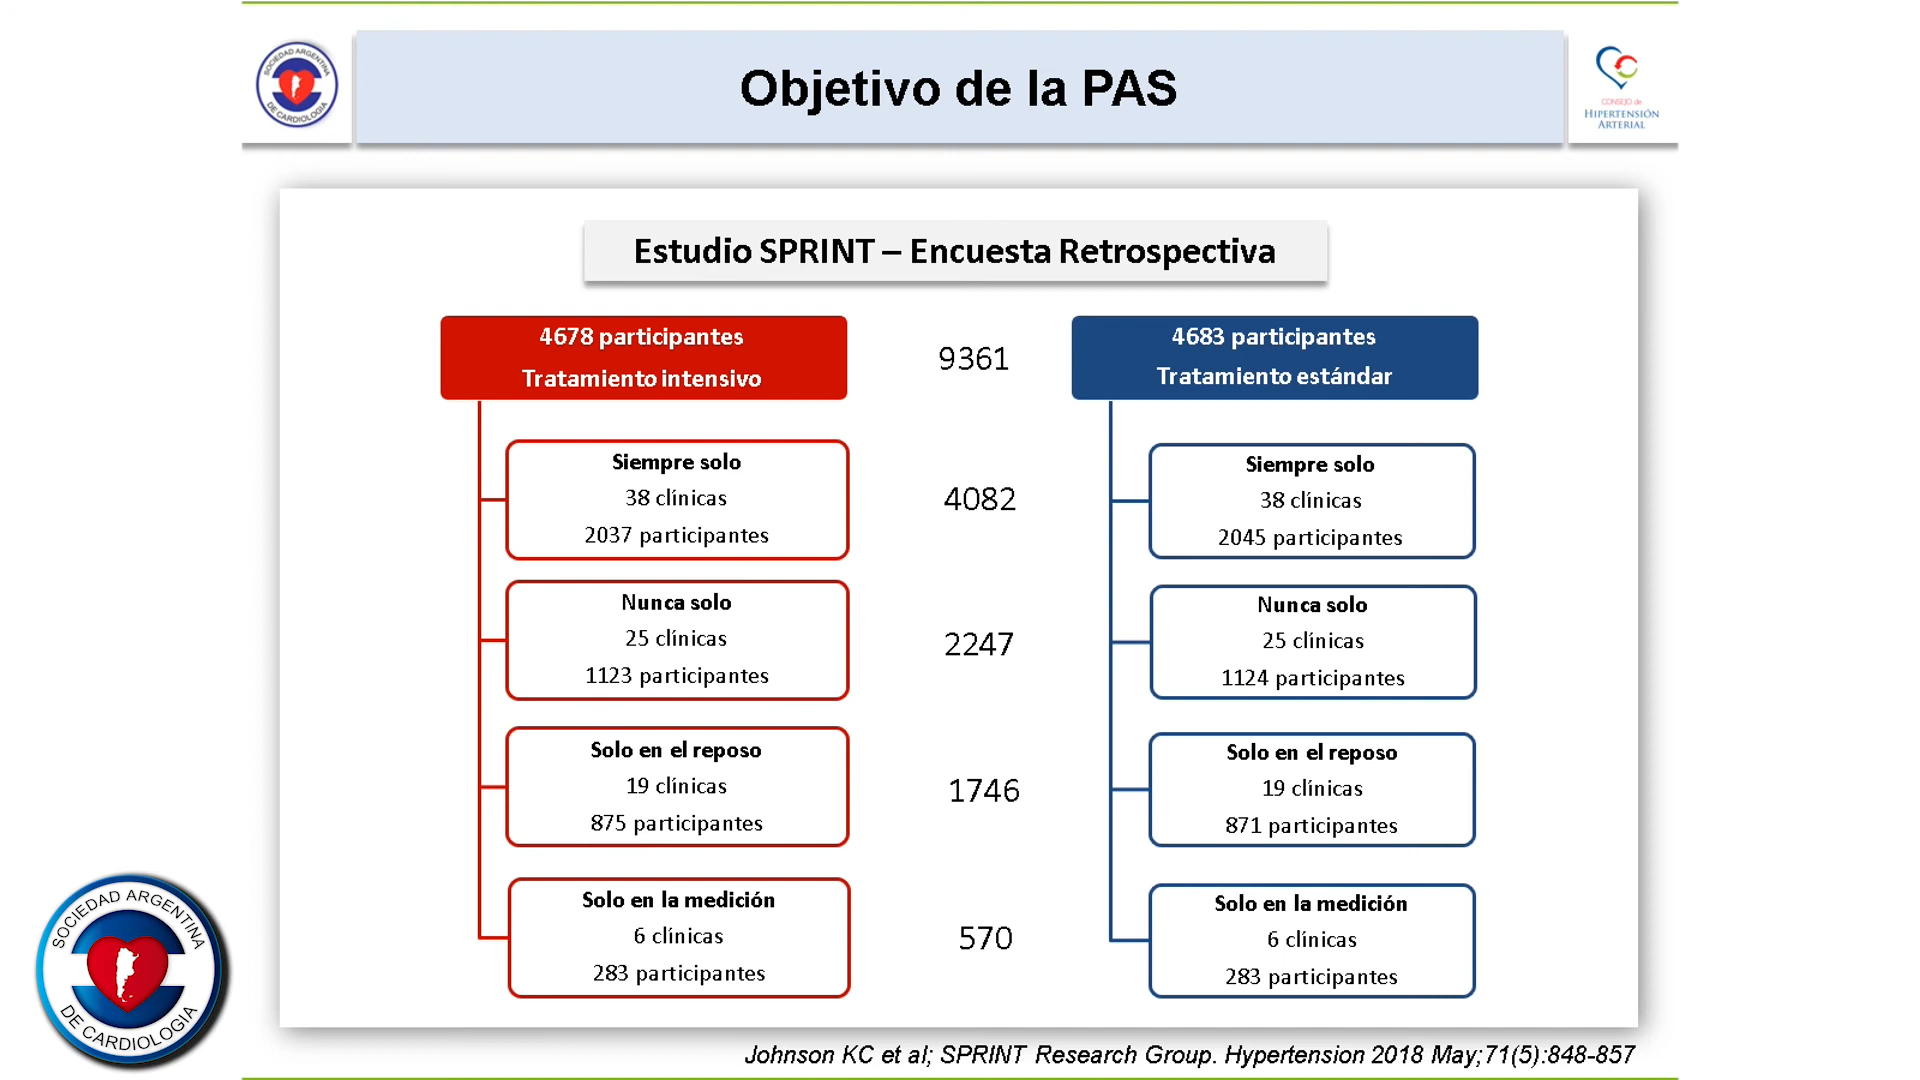 SOCIEDAD ARGENTINA
DE CARDIOLOGIA
Objetivo de la PAS
CONSEJO de
HIPERTENSIÓN
ARTERIAL
Estudio SPRINT – Encuesta Retrospectiva
4678 participantes
Tratamiento intensivo
9361
4683 participantes
Tratamiento estándar
Siempre solo
38 clínicas
2037 participantes
4082
Siempre solo
38 clínicas
2045 participantes
Nunca solo
25 clínicas
1123 participantes
2247
Nunca solo
25 clínicas
1124 participantes
Solo en el reposo
19 clínicas
875 participantes
1746
Solo en el reposo
19 clínicas
871 participantes
Solo en la medición
6 clínicas
283 participantes
570
Solo en la medición
6 clínicas
283 participantes
SOCIEDAD ARGENTINA
DE CARDIOLOGIA
Johnson KC et al; SPRINT Research Group. Hypertension 2018 May;71(5):848-857